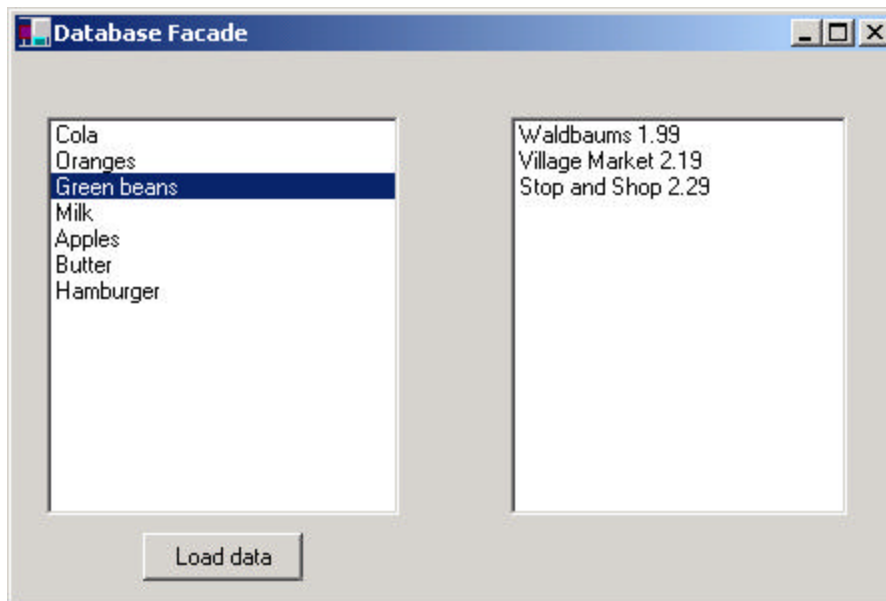 Database Facade
Cola
Oranges
Green beans
Milk
Apples
Butter
Hamburger
Waldbaums 1.99
Village Market 2.19
Stop and Shop 2.29
Load data